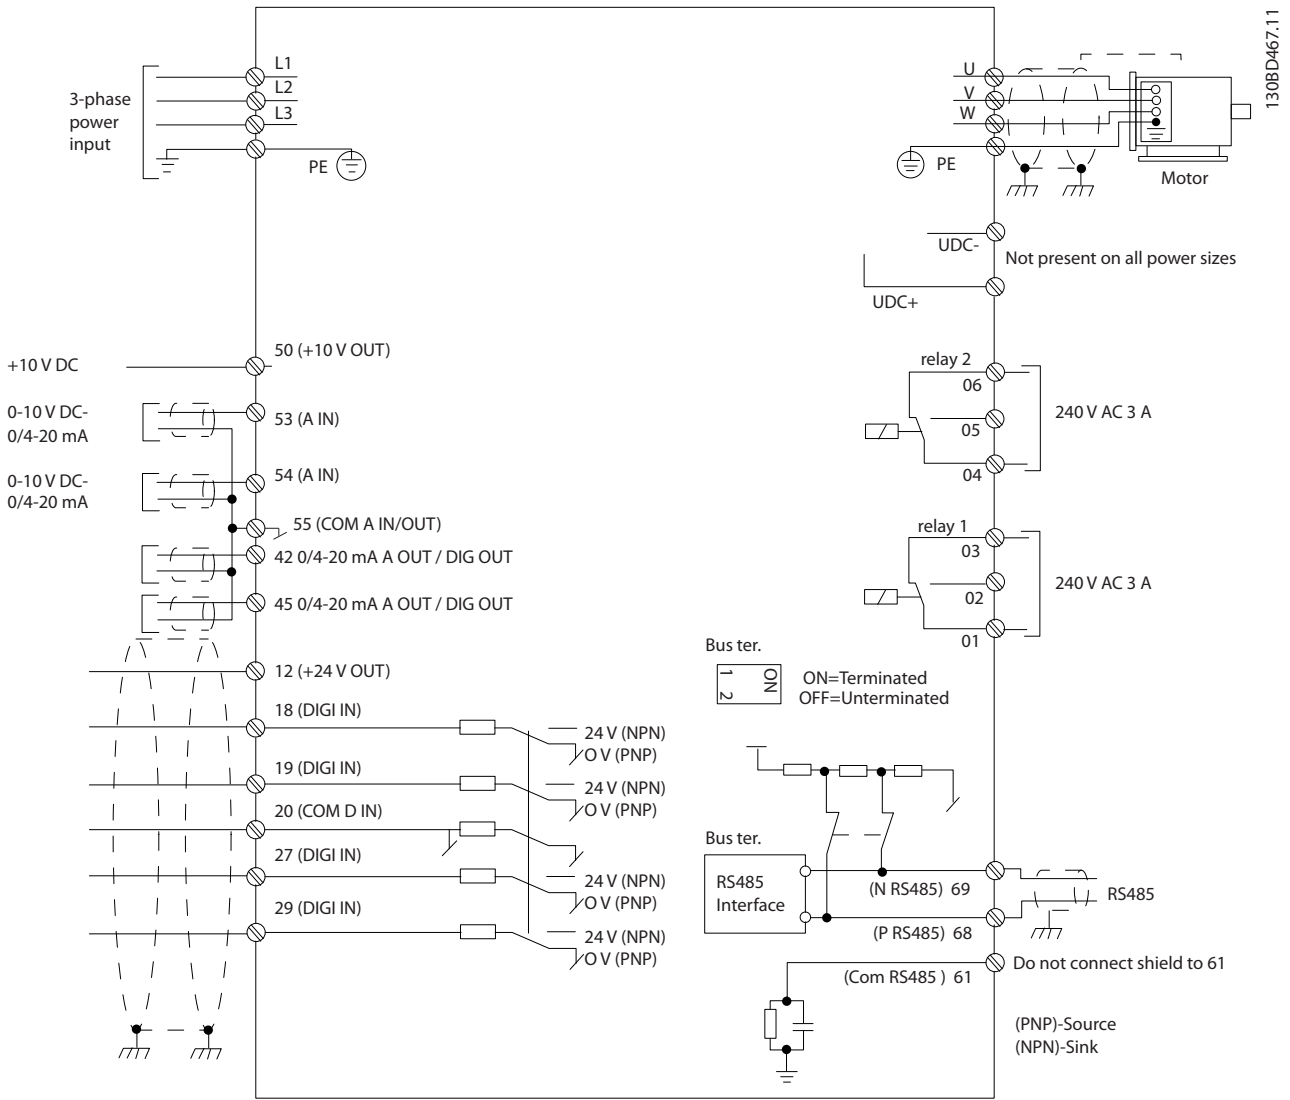 130BD467.11
3-phase
power
input
L1
L2
L3
PE
U
V
W
PE
Motor
UDC-
Not present on all power sizes
UDC+
+10 V DC
50 (+10 V OUT)
0-10 V DC-
0/4-20 mA
53 (A IN)
0-10 V DC-
0/4-20 mA
54 (A IN)
55 (COM A IN/OUT)
42 0/4-20 mA A OUT / DIG OUT
45 0/4-20 mA A OUT / DIG OUT
12 (+24 V OUT)
18 (DIGI IN)
24 V (NPN)
O V (PNP)
19 (DIGI IN)
24 V (NPN)
O V (PNP)
20 (COM D IN)
27 (DIGI IN)
24 V (NPN)
O V (PNP)
29 (DIGI IN)
24 V (NPN)
O V (PNP)
relay 2
06
05
04
240 V AC 3 A
relay 1
03
02
01
240 V AC 3 A
Bus ter.
1 2
ON
ON=Terminated
OFF=Unterminated
Bus ter.
RS485
Interface
(N RS485) 69
RS485
(P RS485) 68
(Com RS485 ) 61
Do not connect shield to 61
(PNP)-Source
(NPN)-Sink